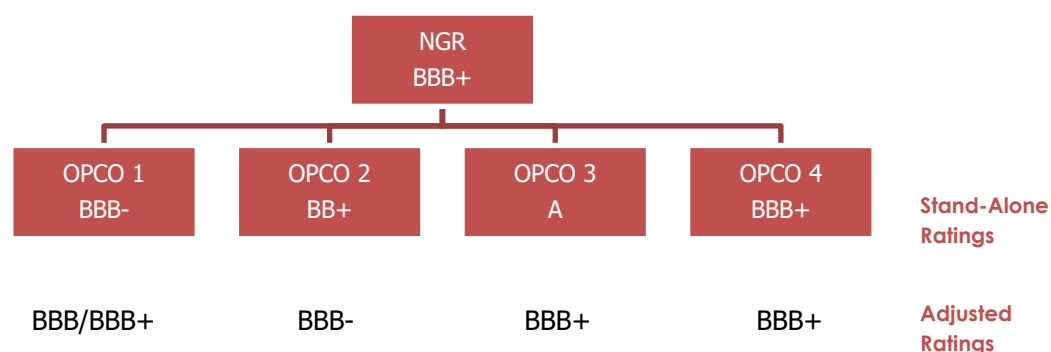 NGR
BBB+
OPCO 1
BBB-
OPCO 2
BB+
OPCO 3
A
OPCO 4
BBB+
Stand-Alone
Ratings
BBB/BBB+
BBB-
BBB+
BBB+
Adjusted
Ratings